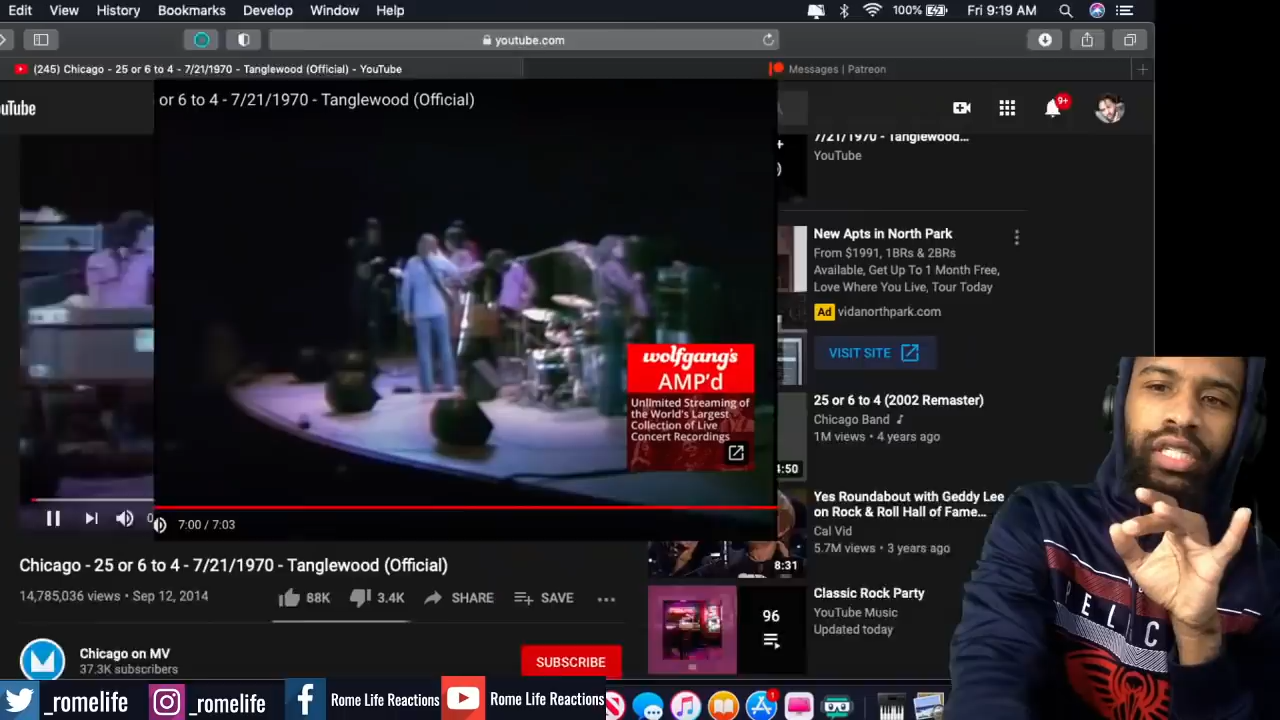 Edit View History Bookmarks Develop Window Help 100% Fri 9:19 AM
youtube.com
(245) Chicago - 25 or 6 to 4 - 7/21/1970 - Tanglewood (Official) - YouTube
Messages | Patreon
uTube
or 6 to 4 - 7/21/1970 - Tanglewood (Official)
9+
7/21/1970 - Tanglewood...
YouTube
New Apts in North Park
From $1991, 1BRs & 2BRs
Available, Get Up To 1 Month Free,
Love Where You Live, Tour Today
Ad vidanorthpark.com
VISIT SITE
wolfgang's
AMP'd
Unlimited Streaming of
the World's Largest
Collection of Live
Concert Recordings
25 or 6 to 4 (2002 Remaster)
Chicago Band ♪
1M views • 4 years ago
4:50
Yes Roundabout with Geddy Lee
on Rock & Roll Hall of Fame...
Cal Vid
5.7M views • 3 years ago
8:31
7:00 / 7:03
Chicago - 25 or 6 to 4 - 7/21/1970 - Tanglewood (Official)
14,785,036 views • Sep 12, 2014
88K 3.4K SHARE SAVE
Classic Rock Party
YouTube Music
Updated today
96
Chicago on MV
37.3K subscribers
SUBSCRIBE
PELIC
_romelife _romelife Rome Life Reactions Rome Life Reactions
1